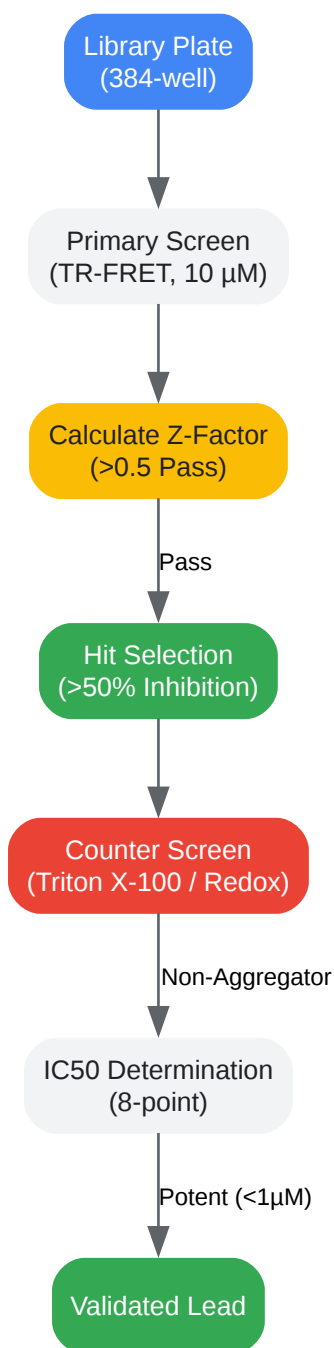 Library Plate
(384-well)
Primary Screen
(TR-FRET, 10 µM)
Calculate Z-Factor
(>0.5 Pass)
Pass
Hit Selection
(>50% Inhibition)
Counter Screen
(Triton X-100 / Redox)
Non-Aggregator
IC50 Determination
(8-point)
Potent (<1µM)
Validated Lead